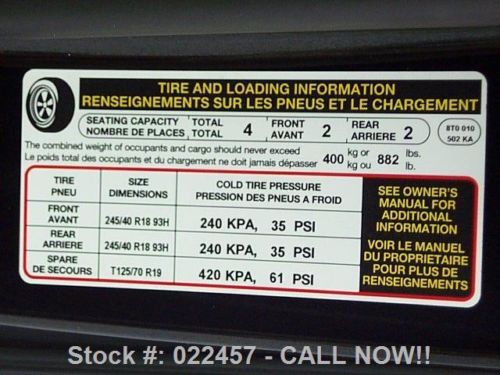 TIRE AND LOADING INFORMATION
RENSEIGNEMENTS SUR LES PNEUS ET LE CHARGEMENT
SEATING CAPACITY TOTAL 4 FRONT 2 REAR 2
NOMBRE DE PLACES TOTAL AVANT ARRIERE
8T0 010
502 KA
The combined weight of occupants and cargo should never exceed 400 kg or 882 lbs.
Le poids total des occupants et du chargement ne doit jamais dépasser kg ou lb.
TIRE SIZE COLD TIRE PRESSURE
PNEU DIMENSIONS PRESSION DES PNEUS A FROID
FRONT
AVANT 245/40 R18 93H 240 KPA, 35 PSI
REAR
ARRIERE 245/40 R18 93H 240 KPA, 35 PSI
SPARE
DE SECOURS T125/70 R19 420 KPA, 61 PSI
SEE OWNER'S
MANUAL FOR
ADDITIONAL
INFORMATION
VOIR LE MANUEL
DU PROPRIETAIRE
POUR PLUS DE
RENSEIGNEMENTS
Stock #: 022457 - CALL NOW!!